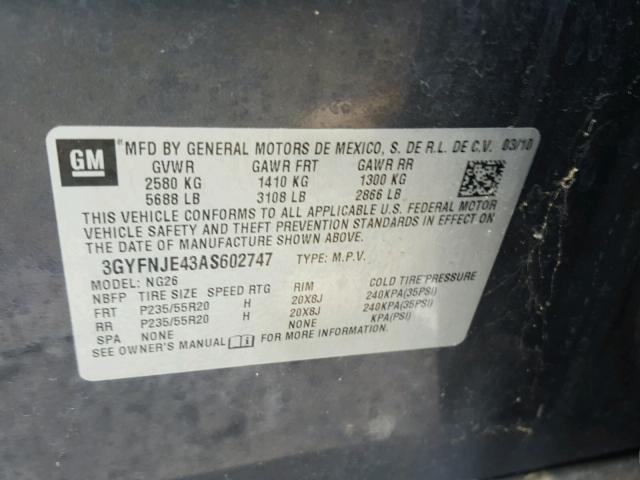 GM
MFD BY GENERAL MOTORS DE MEXICO, S. DE R.L. DE C.V. 03/10
GVWR GAWR FRT GAWR RR
2580 KG 1410 KG 1300 KG
5688 LB 3108 LB 2866 LB
THIS VEHICLE CONFORMS TO ALL APPLICABLE U.S. FEDERAL MOTOR
VEHICLE SAFETY AND THEFT PREVENTION STANDARDS IN EFFECT ON
THE DATE OF MANUFACTURE SHOWN ABOVE.
3GYFNJE43AS602747 TYPE: M.P.V.
MODEL: NG26
NBFP TIRE SIZE SPEED RTG RIM COLD TIRE PRESSURE
FRT P235/55R20 H 20X8J 240KPA(35PSI)
RR P235/55R20 H 20X8J 240KPA(35PSI)
SPA NONE NONE KPA(PSI)
SEE OWNER'S MANUAL FOR MORE INFORMATION.